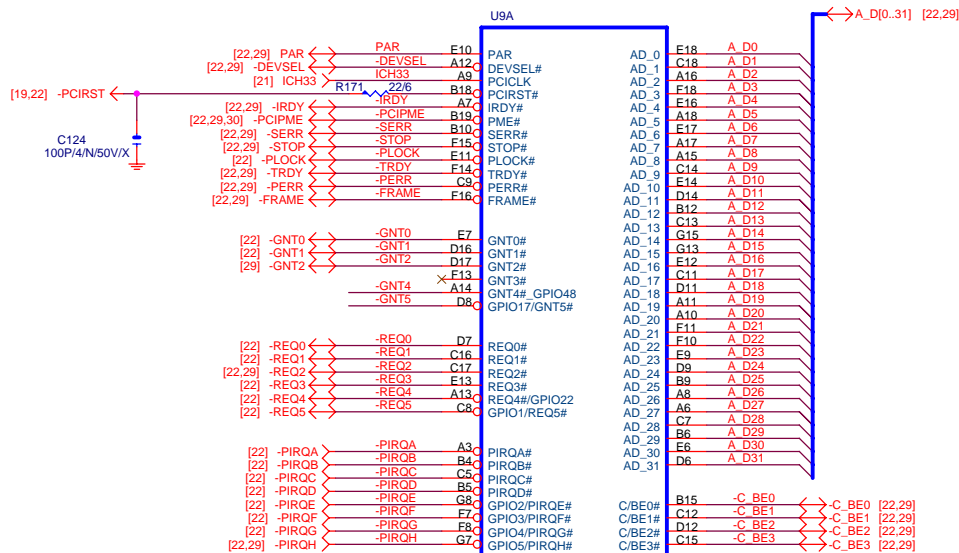 U9A
A_D[0..31] [22,29]
[22,29] PAR PAR E10 PAR AD_0 E18 A_D0
[22,29] -DEVSEL -DEVSEL A12 DEVSEL# AD_1 C18 A_D1
[21] ICH33 ICH33 A9 PCICLK AD_2 A16 A_D2
[19,22] -PCIRST R171 22/6 B18 PCIRST# AD_3 F18 A_D3
[22,29] -IRDY -IRDY A7 IRDY# AD_4 E16 A_D4
[22,29,30] -PCIPME -PCIPME B19 PME# AD_5 A18 A_D5
[22,29] -SERR -SERR B10 SERR# AD_6 E17 A_D6
[22,29] -STOP -STOP F15 STOP# AD_7 A17 A_D7
[22] -PLOCK -PLOCK E11 PLOCK# AD_8 A15 A_D8
[22,29] -TRDY -TRDY F14 TRDY# AD_9 C14 A_D9
[22,29] -PERR -PERR C9 PERR# AD_10 E14 A_D10
[22,29] -FRAME -FRAME F16 FRAME# AD_11 D14 A_D11
C124
100P/4/N/50V/X
AD_12 B12 A_D12
AD_13 C13 A_D13
[22] -GNT0 -GNT0 E7 GNT0# AD_14 G15 A_D14
[22] -GNT1 -GNT1 D16 GNT1# AD_15 G13 A_D15
[29] -GNT2 -GNT2 D17 GNT2# AD_16 E12 A_D16
F13 GNT3# AD_17 C11 A_D17
-GNT4 A14 GNT4#_GPIO48 AD_18 D11 A_D18
-GNT5 D8 GPIO17/GNT5# AD_19 A11 A_D19
AD_20 A10 A_D20
AD_21 F11 A_D21
[22] -REQ0 -REQ0 D7 REQ0# AD_22 F10 A_D22
[22] -REQ1 -REQ1 C16 REQ1# AD_23 E9 A_D23
[22,29] -REQ2 -REQ2 C17 REQ2# AD_24 D9 A_D24
[22] -REQ3 -REQ3 E13 REQ3# AD_25 B9 A_D25
[22] -REQ4 -REQ4 A13 REQ4#/GPIO22 AD_26 A8 A_D26
[22] -REQ5 -REQ5 C8 GPIO1/REQ5# AD_27 A6 A_D27
AD_28 C7 A_D28
AD_29 B6 A_D29
[22] -PIRQA -PIRQA A3 PIRQA# AD_30 E6 A_D30
[22] -PIRQB -PIRQB B4 PIRQB# AD_31 D6 A_D31
[22] -PIRQC -PIRQC C5 PIRQC#
[22] -PIRQD -PIRQD B5 PIRQD#
[22] -PIRQE -PIRQE G8 GPIO2/PIRQE# C/BE0# B15 -C_BE0 -C_BE0 [22,29]
[22] -PIRQF -PIRQF F7 GPIO3/PIRQF# C/BE1# C12 -C_BE1 -C_BE1 [22,29]
[22] -PIRQG -PIRQG F8 GPIO4/PIRQG# C/BE2# D12 -C_BE2 -C_BE2 [22,29]
[22,29] -PIRQH -PIRQH G7 GPIO5/PIRQH# C/BE3# C15 -C_BE3 -C_BE3 [22,29]